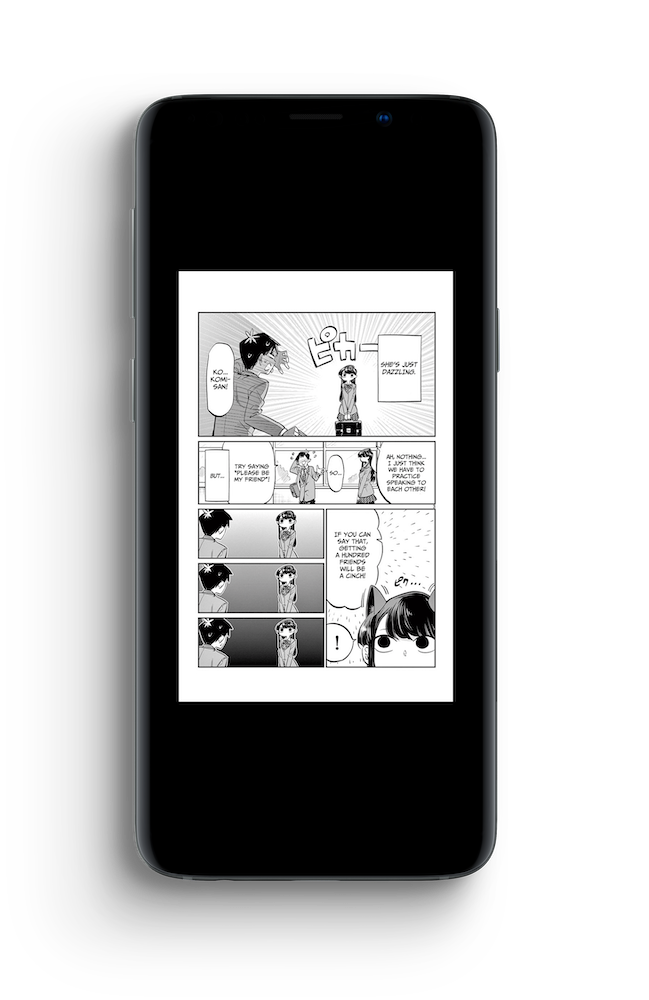 SHE'S JUST
DAZZLING.
ピカー
KO...
KOMI-
SAN!
AH, NOTHING...
I JUST THINK
WE HAVE TO
PRACTICE
SPEAKING TO
EACH OTHER!
SO...
TRY SAYING
"PLEASE BE
MY FRIEND"!
BUT...
IF YOU CAN
SAY THAT,
GETTING
A HUNDRED
FRIENDS
WILL BE
A CINCH!
ピク...
!